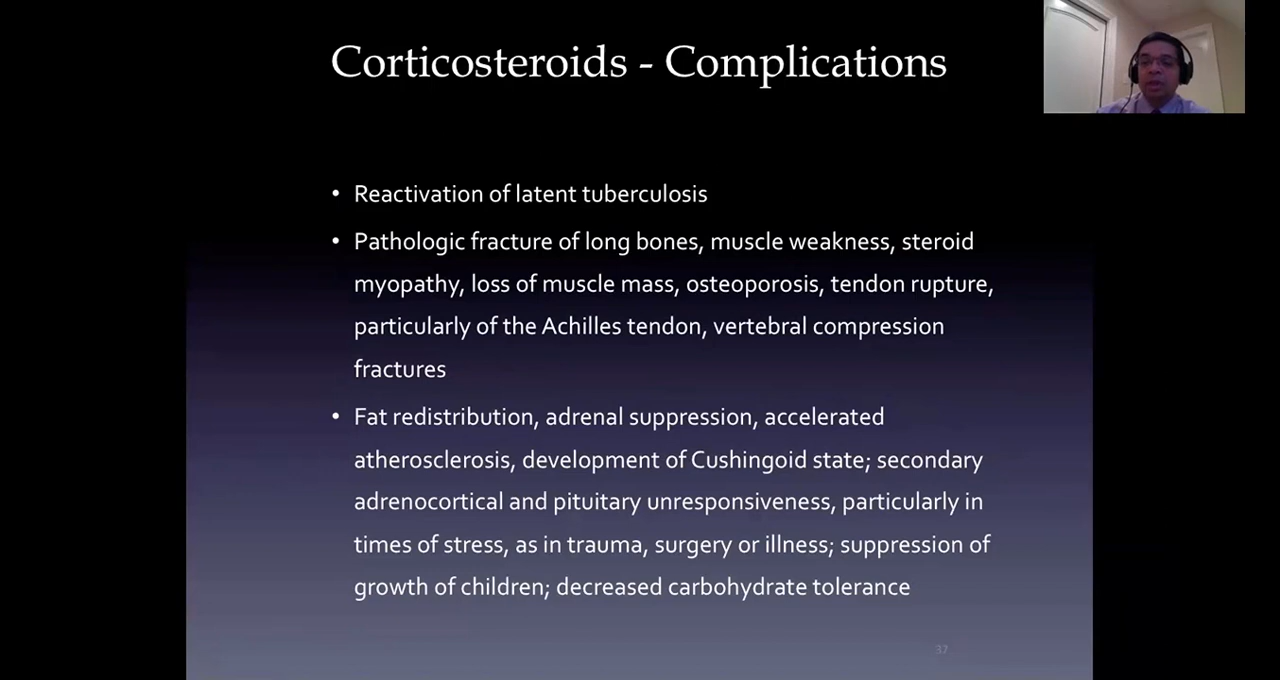 Corticosteroids - Complications
• Reactivation of latent tuberculosis
• Pathologic fracture of long bones, muscle weakness, steroid
myopathy, loss of muscle mass, osteoporosis, tendon rupture,
particularly of the Achilles tendon, vertebral compression
fractures
• Fat redistribution, adrenal suppression, accelerated
atherosclerosis, development of Cushingoid state; secondary
adrenocortical and pituitary unresponsiveness, particularly in
times of stress, as in trauma, surgery or illness; suppression of
growth of children; decreased carbohydrate tolerance
37